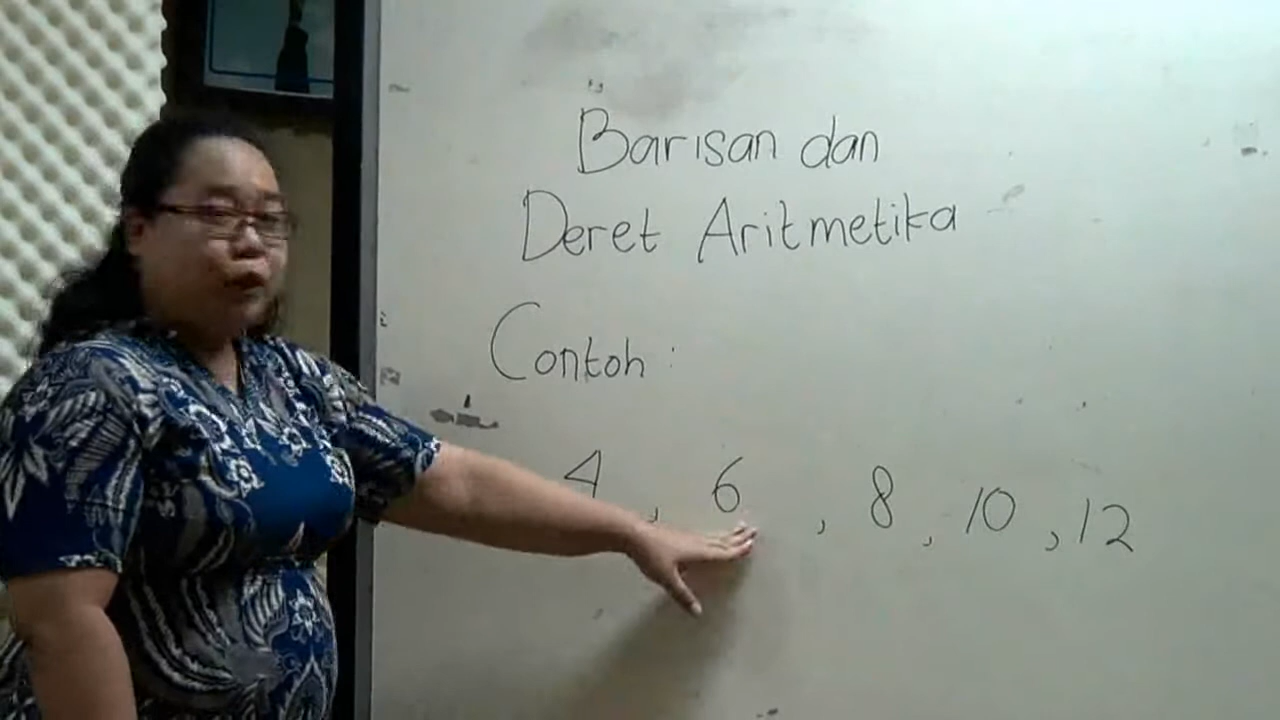 Barisan dan
Deret Aritmetika
Contoh :
4 , 6 , 8 , 10 , 12